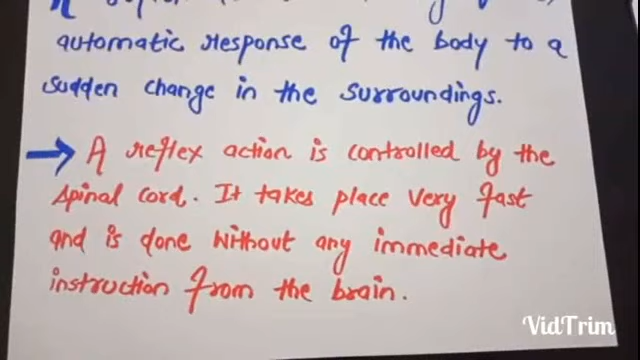 automatic response of the body to a
sudden change in the surroundings.
→ A reflex action is controlled by the
spinal cord. It takes place very fast
and is done without any immediate
instruction from the brain.
VidTrim